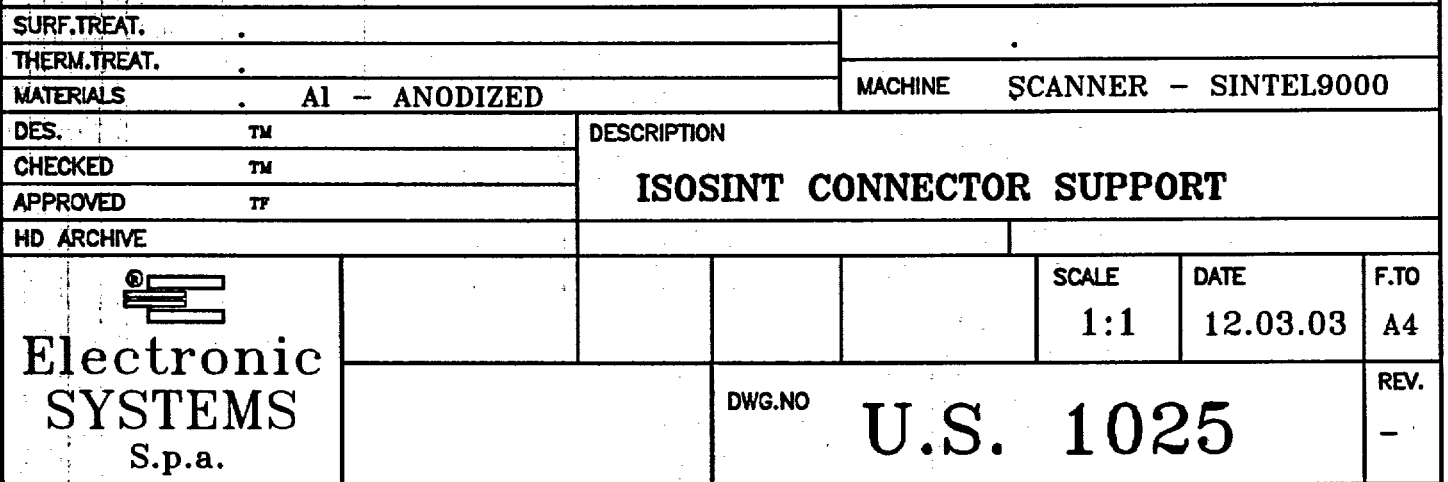 SURF.TREAT. .
.
THERM.TREAT. .
MATERIALS . Al - ANODIZED
MACHINE SCANNER - SINTEL9000
DES. TM
DESCRIPTION
CHECKED TM
ISOSINT CONNECTOR SUPPORT
APPROVED TF
HD ARCHIVE
®
SCALE
DATE
F.TO
1:1
12.03.03
A4
Electronic
SYSTEMS
S.p.a.
DWG.NO U.S. 1025
REV.
-